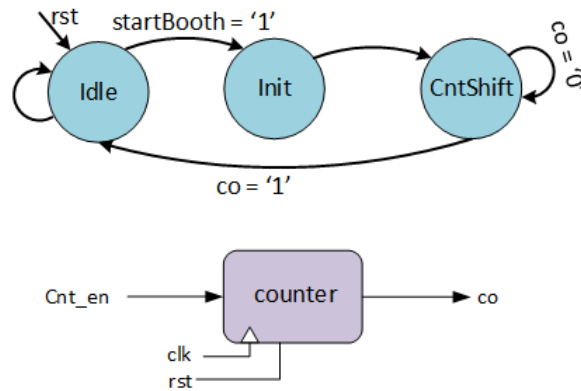 rst
startBooth = ‘1’
Idle
Init
CntShift
co = ‘0’
co = ‘1’
Cnt_en
counter
co
clk
rst